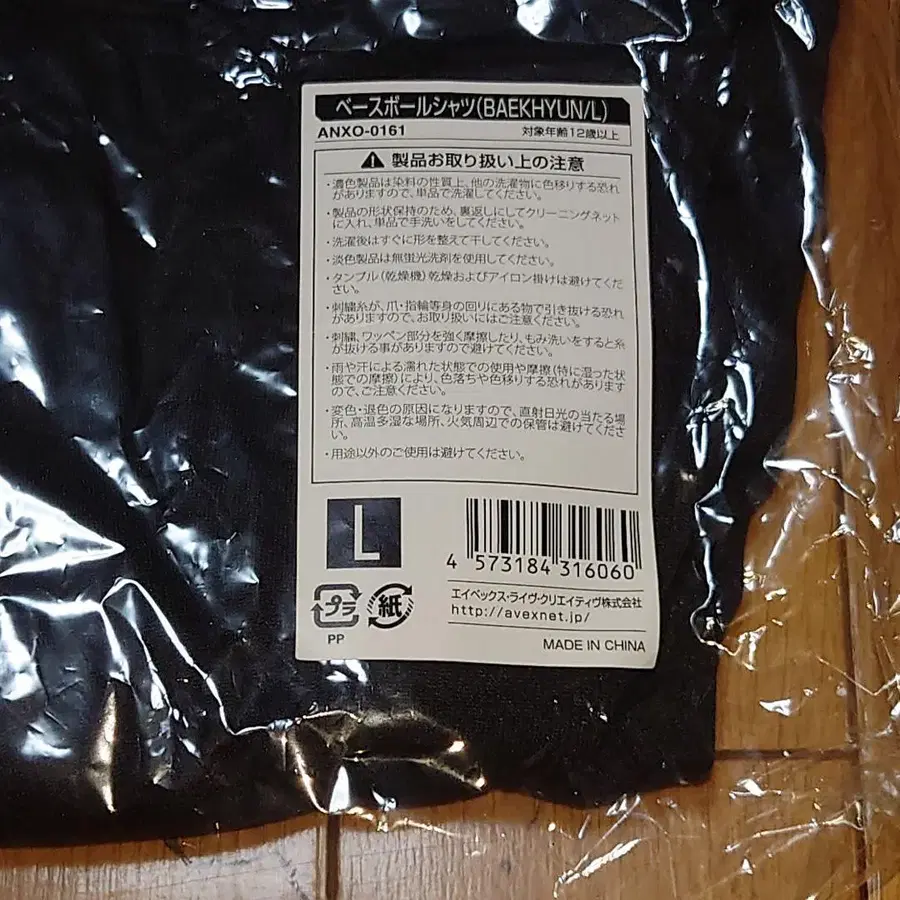 ベースボールシャツ(BAEKHYUN/L)
ANXO-0161 対象年齢12歳以上
製品お取り扱い上の注意
・濃色製品は染料の性質上、他の洗濯物に色移りする恐れ
がありますので、単品で洗濯してください。
・製品の形状保持のため、裏返しにしてクリーニングネット
に入れ、単品で手洗いをしてください。
・洗濯後はすぐに形を整えて干してください。
・淡色製品は無蛍光洗剤を使用してください。
・タンブル(乾燥機)乾燥およびアイロン掛けは避けてくだ
さい。
・刺繍糸が、爪・指輪等身の回りにある物で引き抜ける恐れ
がありますので、お取り扱いにはご注意ください。
・刺繍、ワッペン部分を強く摩擦したり、もみ洗いをすると糸
が抜ける事がありますので避けてください。
・雨や汗による濡れた状態での使用や摩擦(特に湿った状
態での摩擦)により、色落ちや色移りする恐れがあります
ので、ご注意ください。
・変色・退色の原因になりますので、直射日光の当たる場
所、高温多湿な場所、火気周辺での保管は避けてくださ
い。
・用途以外のご使用は避けてください。
L
4 573184 316060
プラ 紙
PP
エイベックス・ライヴ・クリエイティヴ株式会社
http://avexnet.jp/
MADE IN CHINA